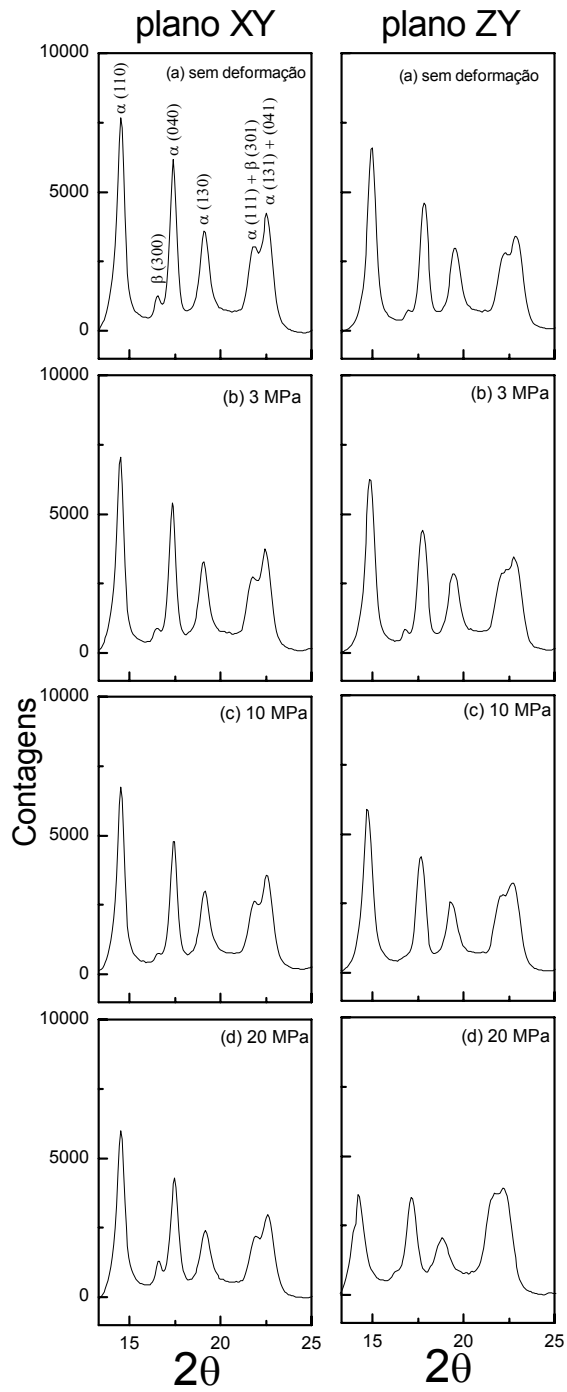 plano XY
plano ZY
10000
(a) sem deformação
(a) sem deformação
α (110)
β (300)
α (040)
α (130)
α (111) + β (301)
α (131) + (041)
5000
0
10000
(b) 3 MPa
(b) 3 MPa
5000
0
10000
(c) 10 MPa
(c) 10 MPa
Contagens
5000
0
10000
(d) 20 MPa
(d) 20 MPa
5000
0
15 20 25
15 20 25
2θ
2θ